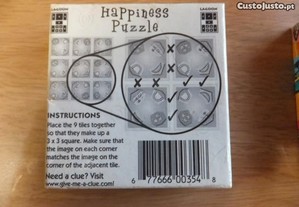 CustoJusto.pt
Happiness
Puzzle
INSTRUCTIONS
Place the 9 tiles together
so that they make up a
3 x 3 square. Make sure that
the image on each corner
matches the image on the
corner of the adjacent tile.
Need a clue? Visit
www.give-me-a-clue.com
6 77666 00354 8